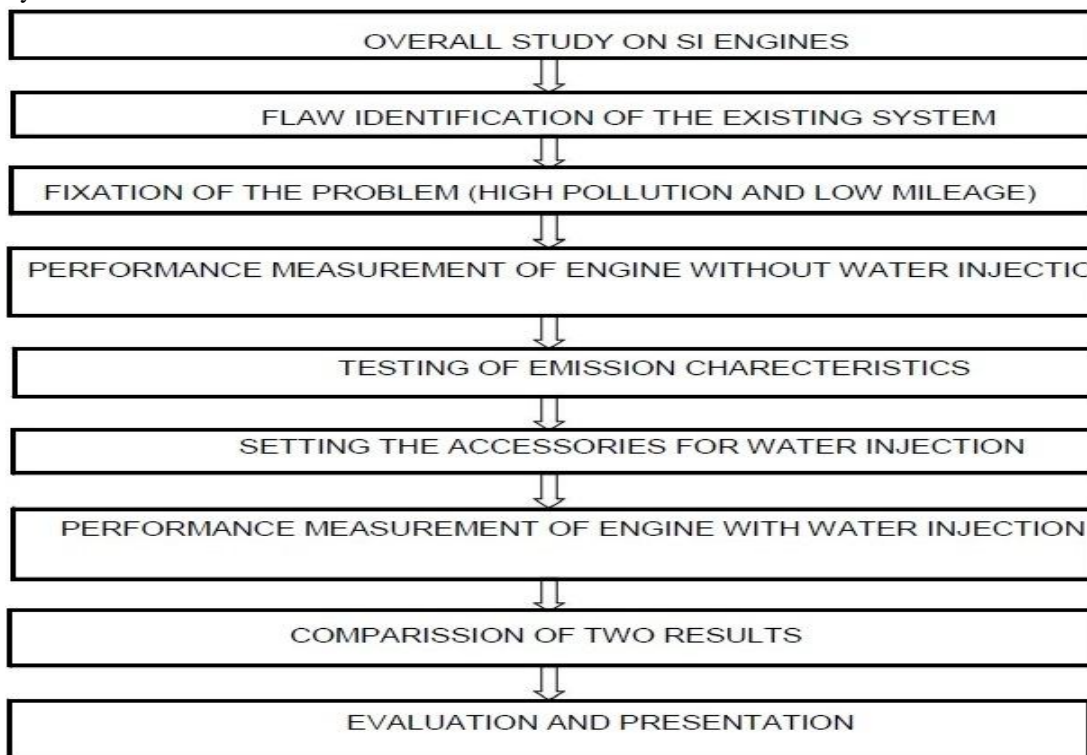 OVERALL STUDY ON SI ENGINES
FLAW IDENTIFICATION OF THE EXISTING SYSTEM
FIXATION OF THE PROBLEM (HIGH POLLUTION AND LOW MILEAGE)
PERFORMANCE MEASUREMENT OF ENGINE WITHOUT WATER INJECTIO
TESTING OF EMISSION CHARECTERISTICS
SETTING THE ACCESSORIES FOR WATER INJECTION
PERFORMANCE MEASUREMENT OF ENGINE WITH WATER INJECTION
COMPARISSION OF TWO RESULTS
EVALUATION AND PRESENTATION